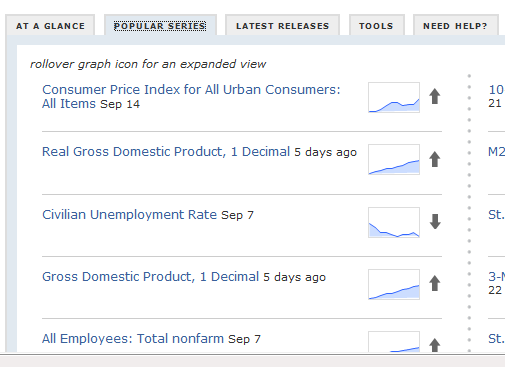 AT A GLANCE POPULAR SERIES LATEST RELEASES TOOLS NEED HELP?
rollover graph icon for an expanded view
Consumer Price Index for All Urban Consumers:
All Items Sep 14
Real Gross Domestic Product, 1 Decimal 5 days ago
Civilian Unemployment Rate Sep 7
Gross Domestic Product, 1 Decimal 5 days ago
All Employees: Total nonfarm Sep 7
10
21
M2
St.
3-M
22
St.